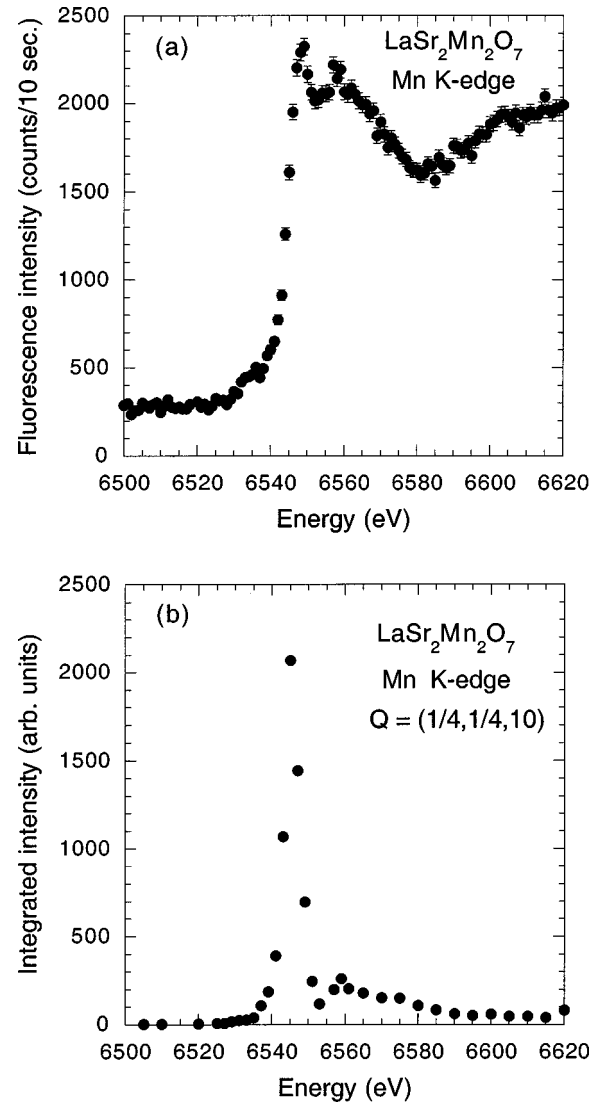 (a)
LaSr₂Mn₂O₇
Mn K-edge
Fluorescence intensity (counts/10 sec.)
2500
2000
1500
1000
500
0
6500 6520 6540 6560 6580 6600 6620
Energy (eV)
(b)
LaSr₂Mn₂O₇
Mn K-edge
Q = (1/4,1/4,10)
Integrated intensity (arb. units)
2500
2000
1500
1000
500
0
6500 6520 6540 6560 6580 6600 6620
Energy (eV)